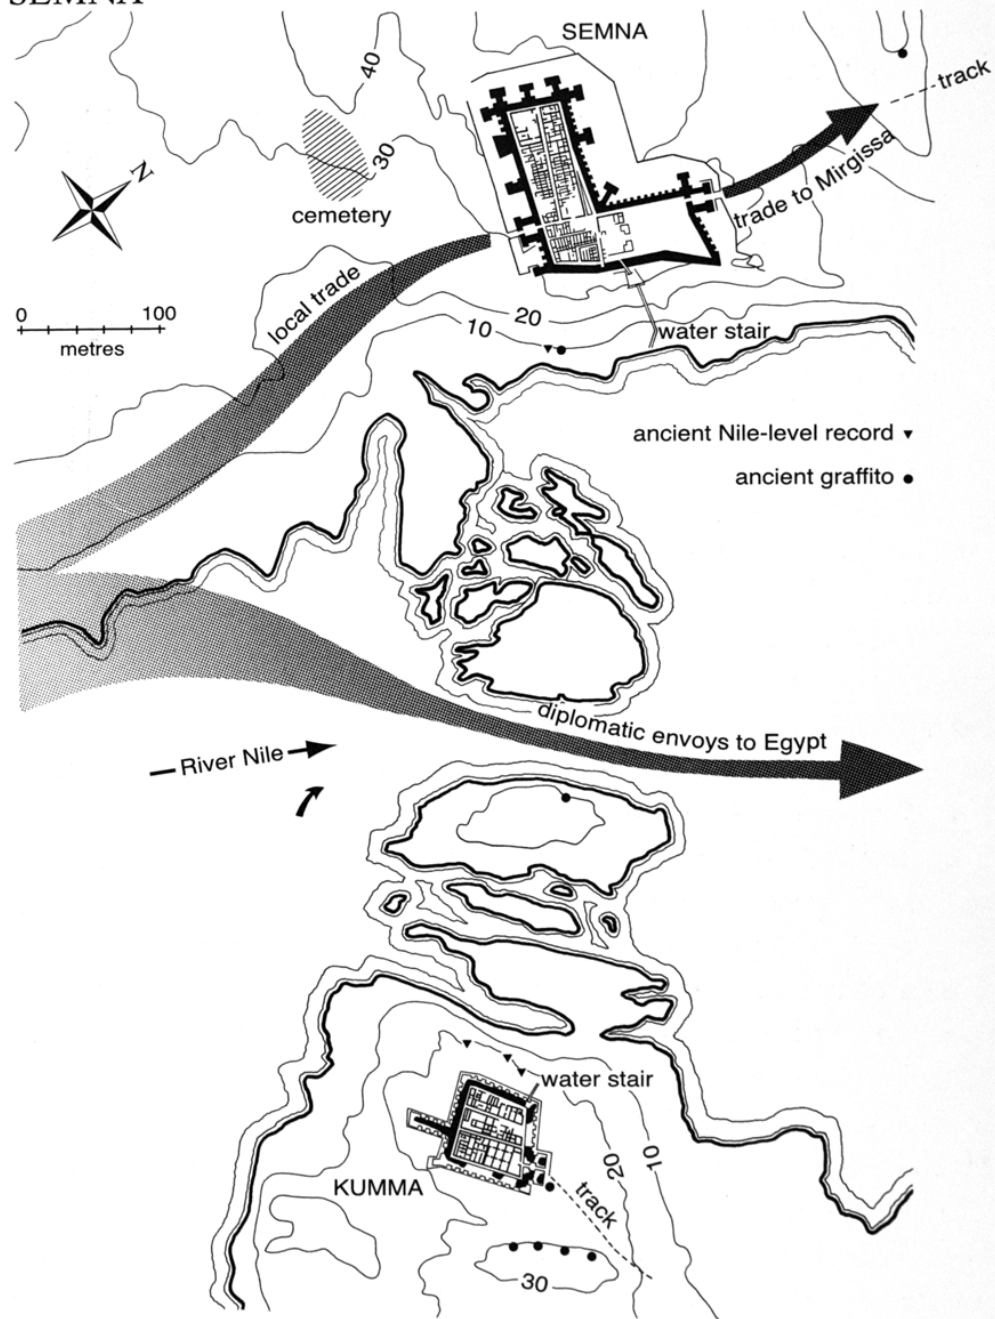 SEMNA
SEMNA
40
track
N
30
cemetery
trade to Mirgissa
local trade
0 100
metres
20
10
water stair
ancient Nile-level record
ancient graffito
diplomatic envoys to Egypt
River Nile
water stair
20
10
KUMMA
track
30